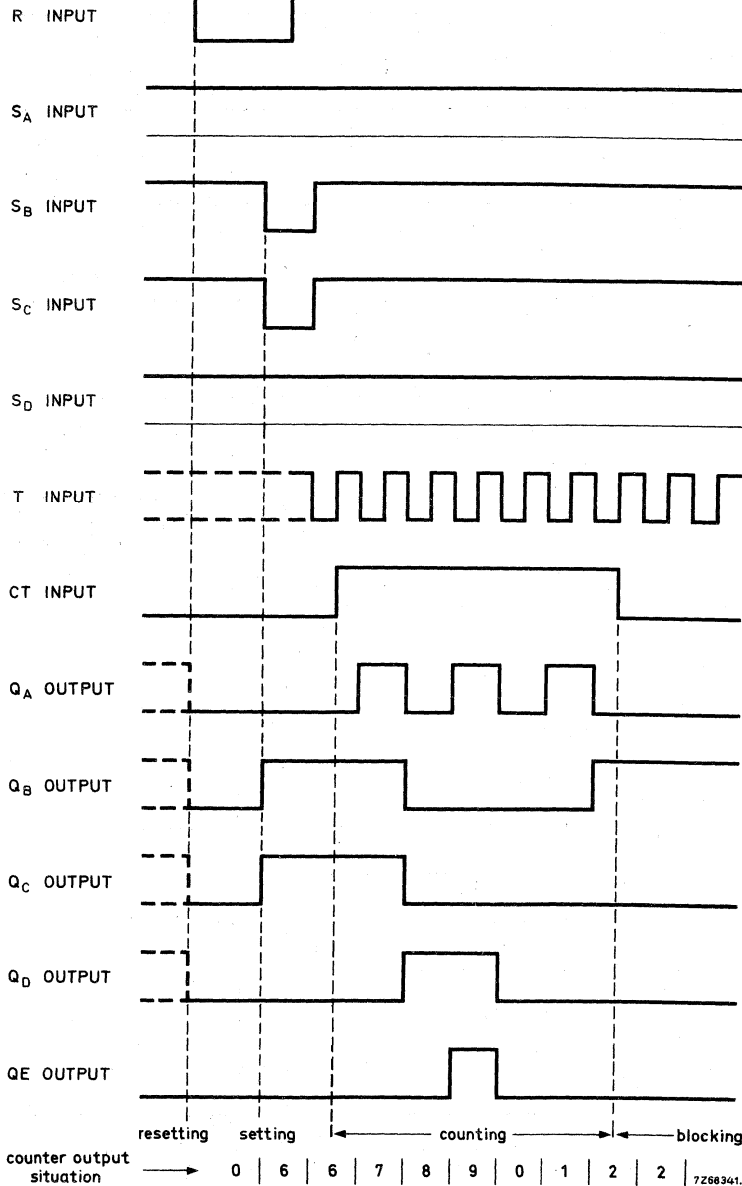 R INPUT
S_A INPUT
S_B INPUT
S_C INPUT
S_D INPUT
T INPUT
CT INPUT
Q_A OUTPUT
Q_B OUTPUT
Q_C OUTPUT
Q_D OUTPUT
QE OUTPUT
resetting setting counting blocking
counter output situation 0 | 6 | 6 | 7 | 8 | 9 | 0 | 1 | 2 | 2 |
7Z68341.